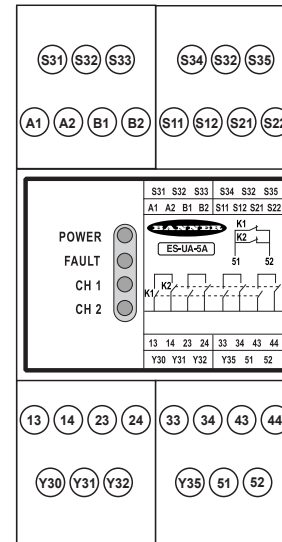 S31 S32 S33 S34 S32 S35
A1 A2 B1 B2 S11 S12 S21 S22
S31 S32 S33 S34 S32 S35
A1 A2 B1 B2 S11 S12 S21 S22
BANNER
ES-UA-5A
K1
K2
51 52
POWER
FAULT
CH 1
CH 2
K1 K2
13 14 23 24 33 34 43 44
Y30 Y31 Y32 Y35 51 52
13 14 23 24 33 34 43 44
Y30 Y31 Y32 Y35 51 52